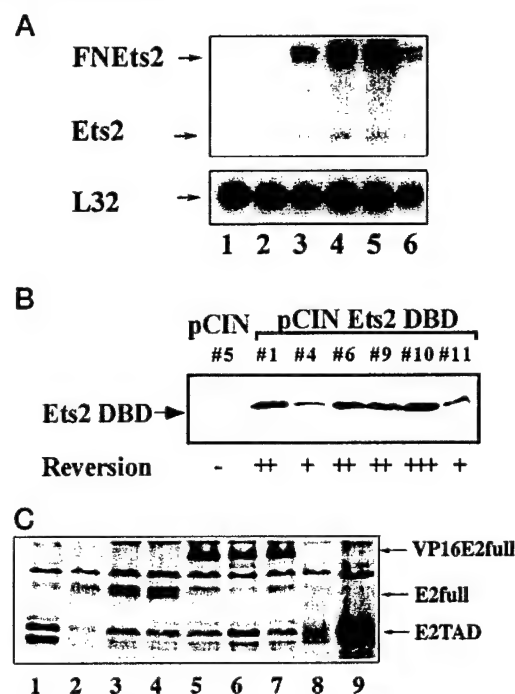 A
FNEts2
Ets2
L32
1 2 3 4 5 6
B
pCIN pCIN Ets2 DBD
#5 #1 #4 #6 #9 #10 #11
Ets2 DBD
Reversion - ++ + ++ ++ +++ +
C
VP16E2full
E2full
E2TAD
1 2 3 4 5 6 7 8 9